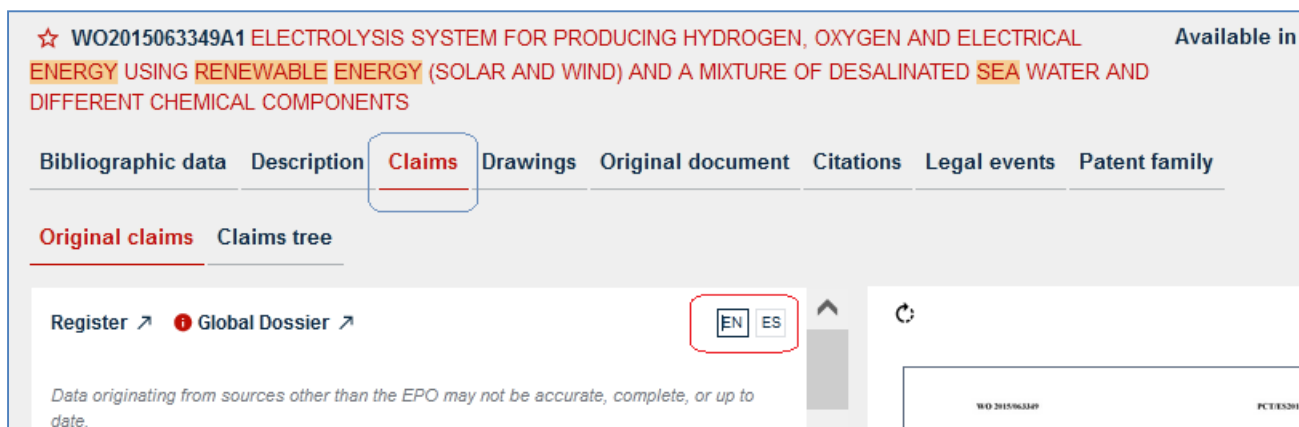 WO2015063349A1 ELECTROLYSIS SYSTEM FOR PRODUCING HYDROGEN, OXYGEN AND ELECTRICAL
Available in
ENERGY USING RENEWABLE ENERGY (SOLAR AND WIND) AND A MIXTURE OF DESALINATED SEA WATER AND
DIFFERENT CHEMICAL COMPONENTS
Bibliographic data Description Claims Drawings Original document Citations Legal events Patent family
Original claims Claims tree
Register Global Dossier
EN ES
Data originating from sources other than the EPO may not be accurate, complete, or up to
date.
WO 2015/063349
PCT/ES201